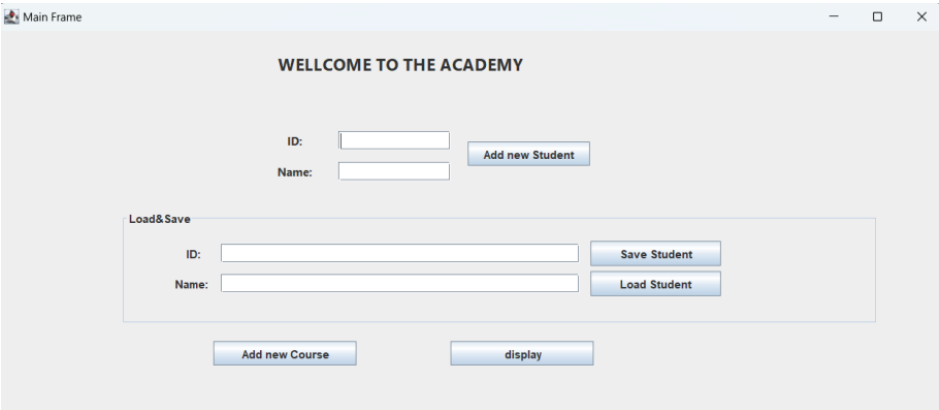 Main Frame
WELLCOME TO THE ACADEMY
ID:
Add new Student
Name:
Load&Save
ID:
Save Student
Name:
Load Student
Add new Course
display